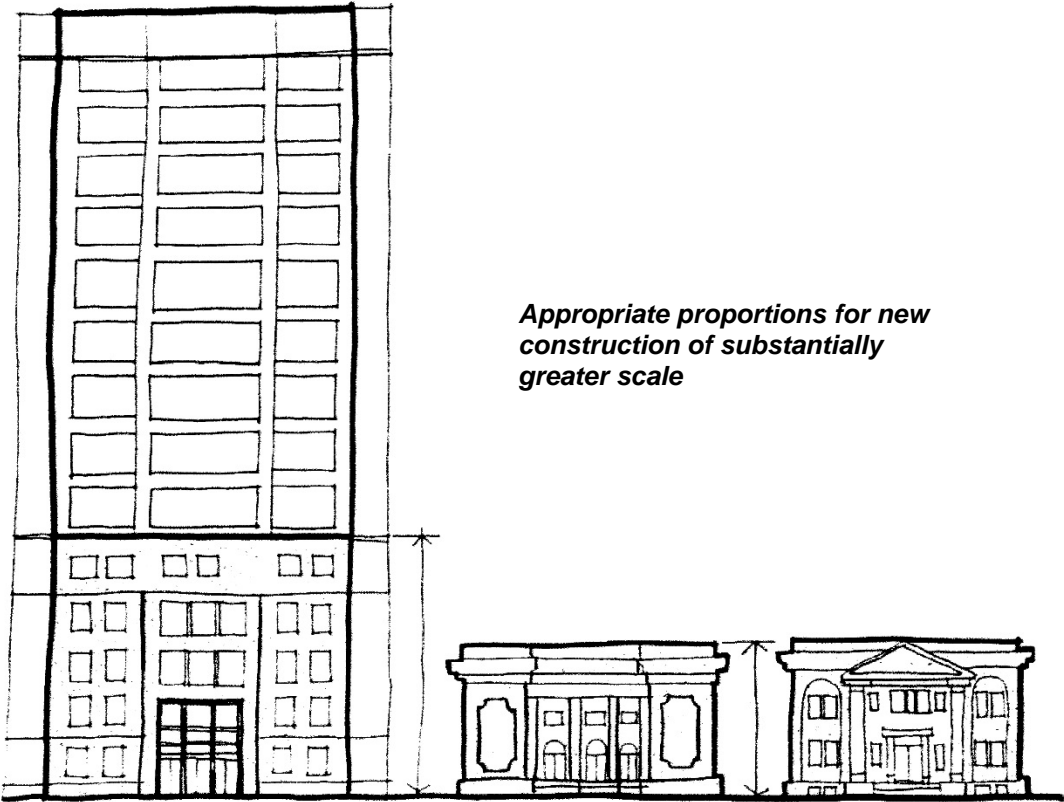 Appropriate proportions for new
construction of substantially
greater scale